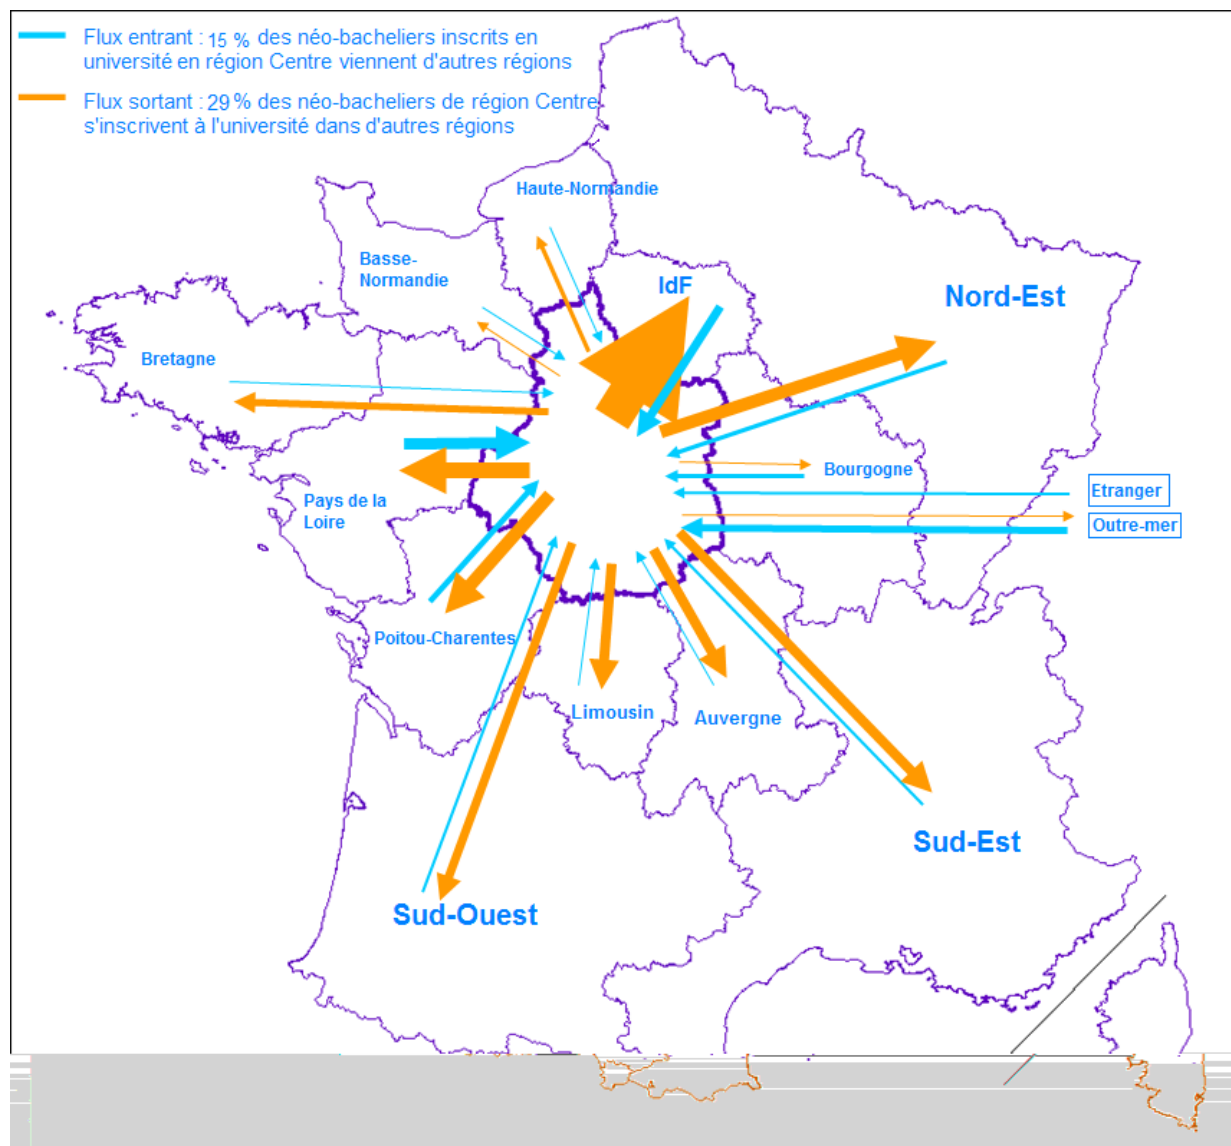 Flux entrant : 15 % des néo-bacheliers inscrits en
université en région Centre viennent d'autres régions
Flux sortant : 29 % des néo-bacheliers de région Centre
s'inscrivent à l'université dans d'autres régions
Haute-Normandie
Basse-
Normandie
IdF
Nord-Est
Bretagne
Bourgogne
Pays de la
Loire
Etranger
Outre-mer
Poitou-Charentes
Limousin
Auvergne
Sud-Est
Sud-Ouest